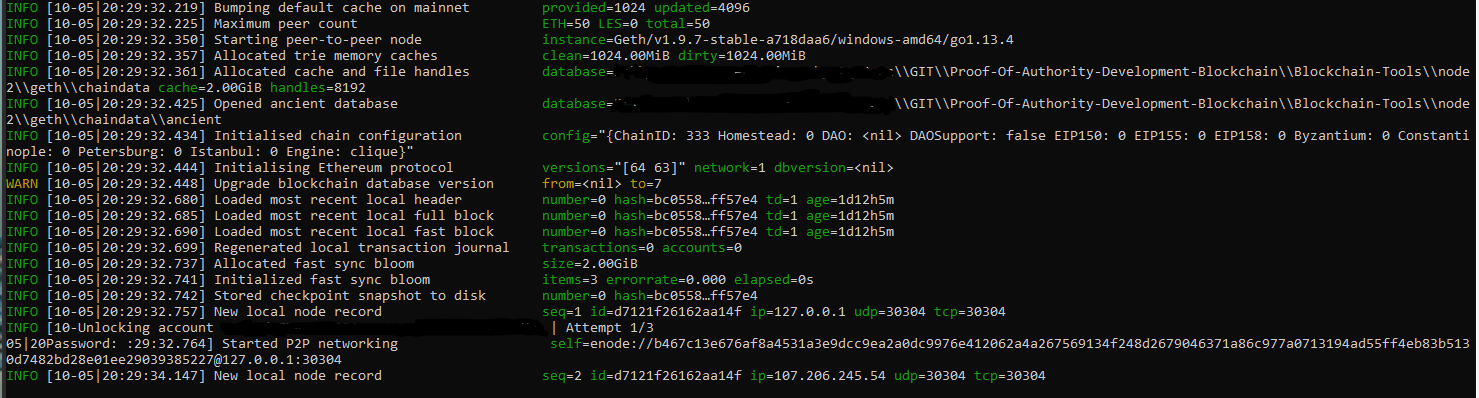 INFO [10-05|20:29:32.219] Bumping default cache on mainnet provided=1024 updated=4096
INFO [10-05|20:29:32.225] Maximum peer count ETH=50 LES=0 total=50
INFO [10-05|20:29:32.350] Starting peer-to-peer node instance=Geth/v1.9.7-stable-a718daa6/windows-amd64/go1.13.4
INFO [10-05|20:29:32.357] Allocated trie memory caches clean=1024.00MiB dirty=1024.00MiB
INFO [10-05|20:29:32.361] Allocated cache and file handles database= \\GIT\\Proof-Of-Authority-Development-Blockchain\\Blockchain-Tools\\node
2\\geth\\chaindata cache=2.00GiB handles=8192
INFO [10-05|20:29:32.425] Opened ancient database database= \\GIT\\Proof-Of-Authority-Development-Blockchain\\Blockchain-Tools\\node
2\\geth\\chaindata\\ancient
INFO [10-05|20:29:32.434] Initialised chain configuration config="{ChainID: 333 Homestead: 0 DAO: <nil> DAOSupport: false EIP150: 0 EIP155: 0 EIP158: 0 Byzantium: 0 Constanti
nople: 0 Petersburg: 0 Istanbul: 0 Engine: clique}"
INFO [10-05|20:29:32.444] Initialising Ethereum protocol versions="[64 63]" network=1 dbversion=<nil>
WARN [10-05|20:29:32.448] Upgrade blockchain database version from=<nil> to=7
INFO [10-05|20:29:32.680] Loaded most recent local header number=0 hash=bc0558…ff57e4 td=1 age=1d12h5m
INFO [10-05|20:29:32.685] Loaded most recent local full block number=0 hash=bc0558…ff57e4 td=1 age=1d12h5m
INFO [10-05|20:29:32.690] Loaded most recent local fast block number=0 hash=bc0558…ff57e4 td=1 age=1d12h5m
INFO [10-05|20:29:32.699] Regenerated local transaction journal transactions=0 accounts=0
INFO [10-05|20:29:32.737] Allocated fast sync bloom size=2.00GiB
INFO [10-05|20:29:32.741] Initialized fast sync bloom items=3 errorrate=0.000 elapsed=0s
INFO [10-05|20:29:32.742] Stored checkpoint snapshot to disk number=0 hash=bc0558…ff57e4
INFO [10-05|20:29:32.757] New local node record seq=1 id=d7121f26162aa14f ip=127.0.0.1 udp=30304 tcp=30304
INFO [10-Unlocking account | Attempt 1/3
05|20Password: :29:32.764] Started P2P networking self=enode://b467c13e676af8a4531a3e9dcc9ea2a0dc9976e412062a4a267569134f248d2679046371a86c977a0713194ad55ff4eb83b513
0d7482bd28e01ee29039385227@127.0.0.1:30304
INFO [10-05|20:29:34.147] New local node record seq=2 id=d7121f26162aa14f ip=107.206.245.54 udp=30304 tcp=30304